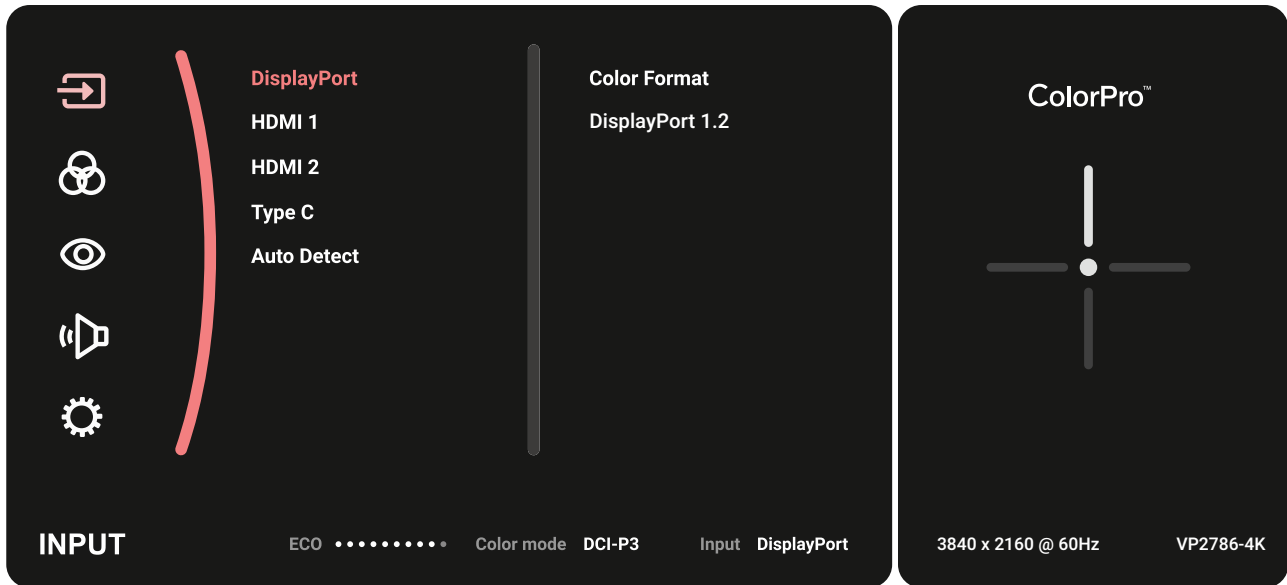 DisplayPort
HDMI 1
HDMI 2
Type C
Auto Detect
Color Format
DisplayPort 1.2
INPUT
ECO
Color mode DCI-P3
Input DisplayPort
ColorPro™
3840 x 2160 @ 60Hz
VP2786-4K